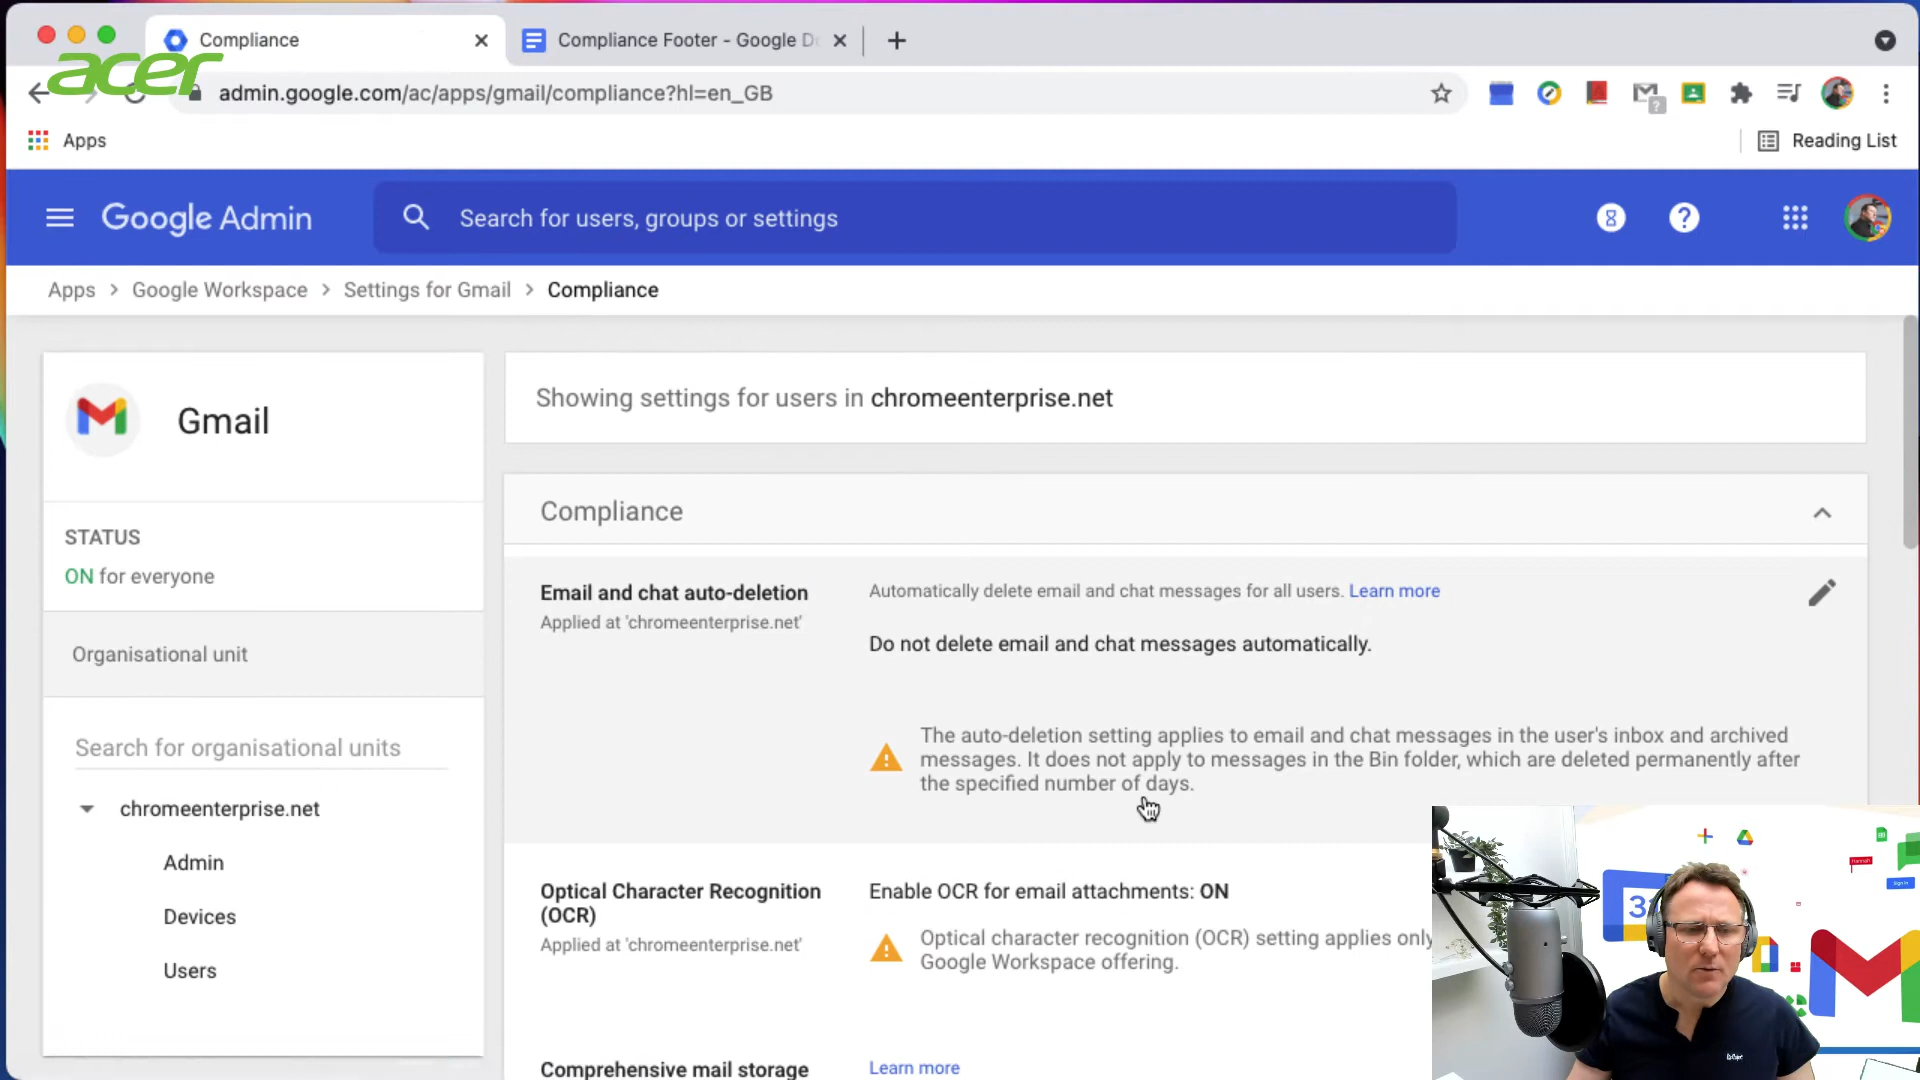 Compliance
Compliance Footer - Google D
acer
admin.google.com/ac/apps/gmail/compliance?hl=en_GB
Apps
Reading List
Google Admin
Search for users, groups or settings
Apps > Google Workspace > Settings for Gmail > Compliance
Gmail
Showing settings for users in chromeenterprise.net
STATUS
ON for everyone
Organisational unit
Search for organisational units
chromeenterprise.net
Admin
Devices
Users
Compliance
Email and chat auto-deletion
Applied at 'chromeenterprise.net'
Automatically delete email and chat messages for all users. Learn more
Do not delete email and chat messages automatically.
The auto-deletion setting applies to email and chat messages in the user's inbox and archived
messages. It does not apply to messages in the Bin folder, which are deleted permanently after
the specified number of days.
Optical Character Recognition
(OCR)
Applied at 'chromeenterprise.net'
Enable OCR for email attachments: ON
Optical character recognition (OCR) setting applies only
Google Workspace offering.
Comprehensive mail storage
Learn more